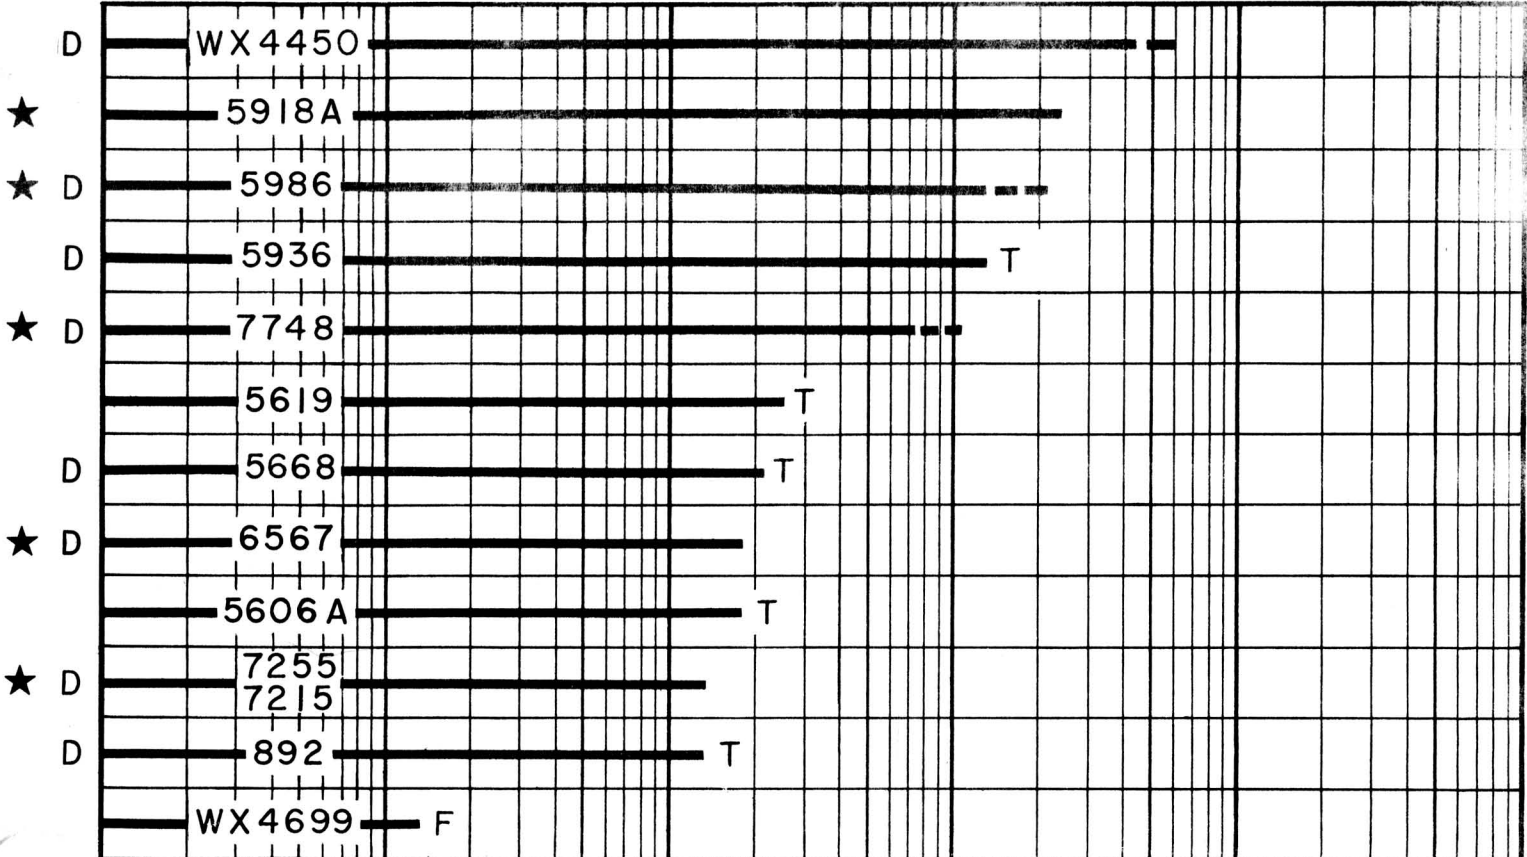 D WX4450
★ 5918A
★ D 5986
D 5936 T
★ D 7748
5619 T
D 5668 T
★ D 6567
5606A T
★ D 7255
7215
D 892 T
WX4699 F